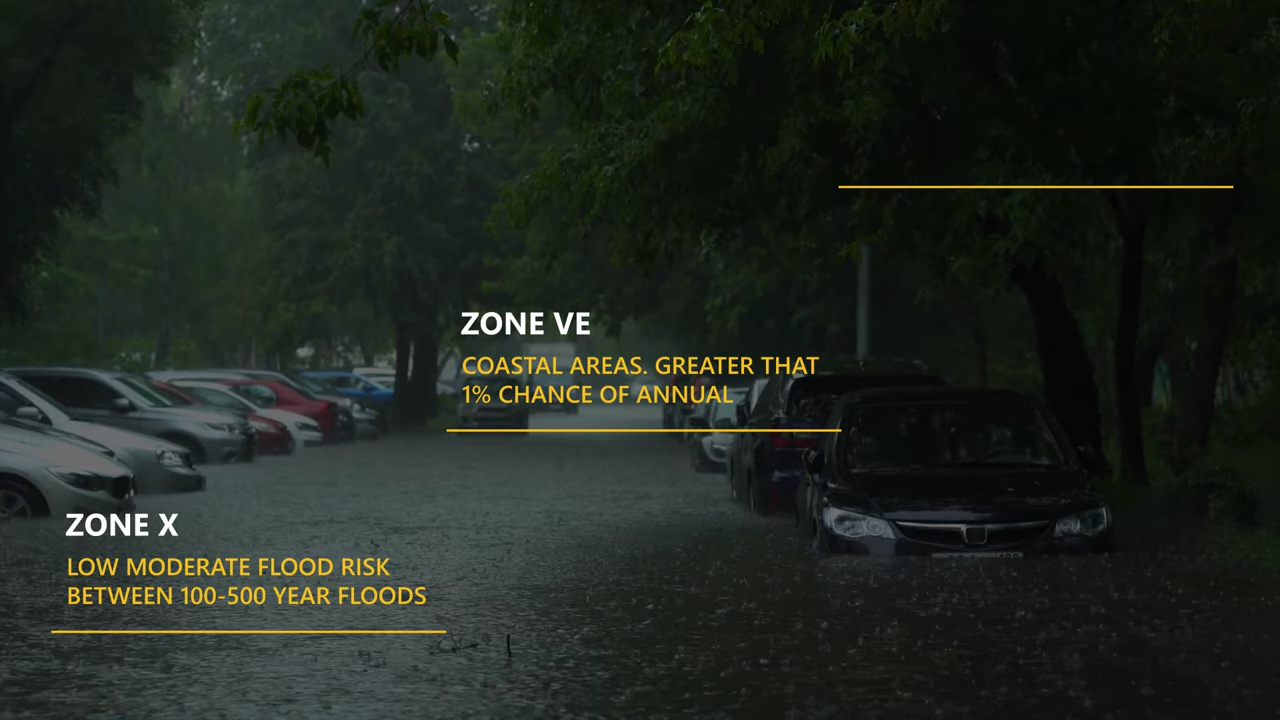 ZONE VE
COASTAL AREAS. GREATER THAT
1% CHANCE OF ANNUAL
ZONE X
LOW MODERATE FLOOD RISK
BETWEEN 100-500 YEAR FLOODS